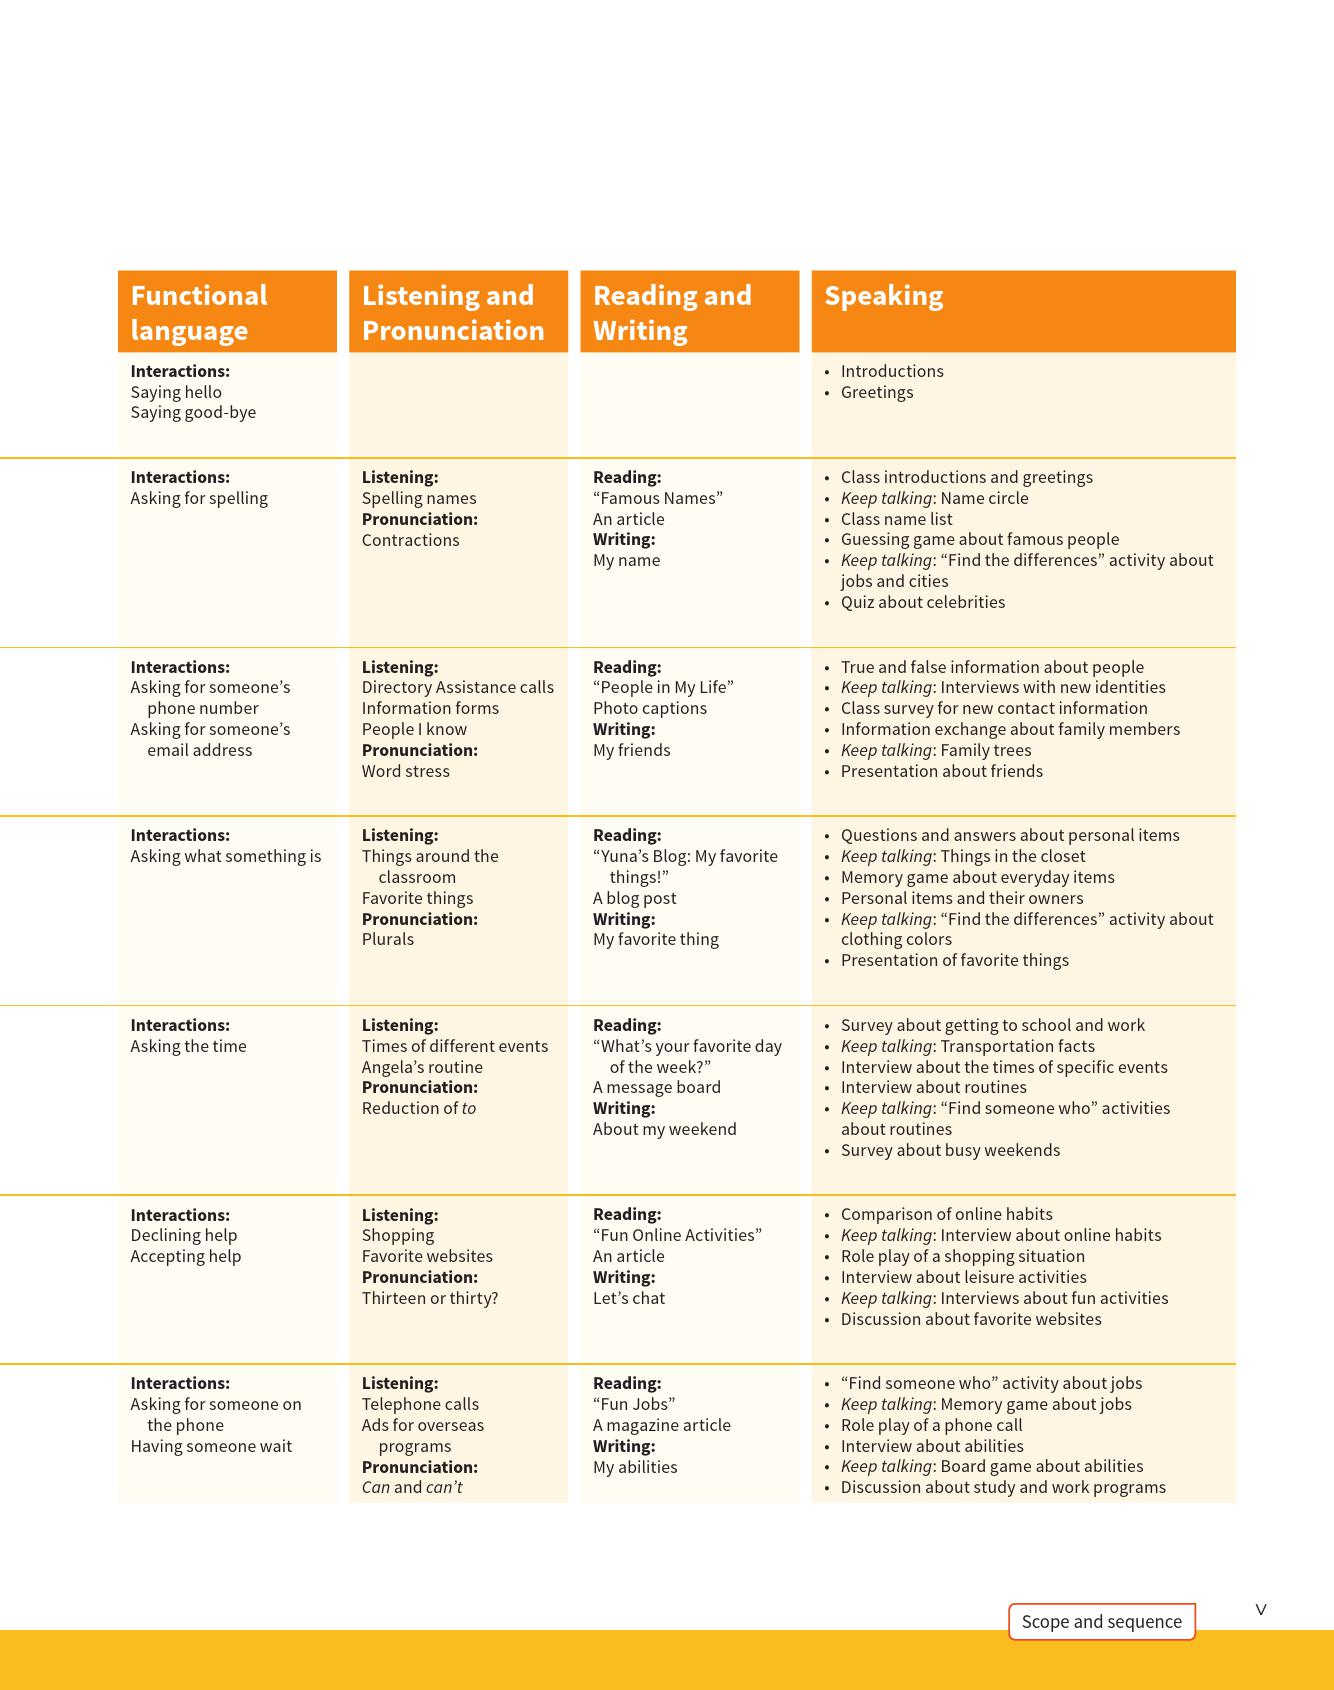 Functional
language
Listening and
Pronunciation
Reading and
Writing
Speaking
Interactions:
Saying hello
Saying good-bye
• Introductions
• Greetings
Interactions:
Asking for spelling
Listening:
Spelling names
Pronunciation:
Contractions
Reading:
“Famous Names”
An article
Writing:
My name
• Class introductions and greetings
• Keep talking: Name circle
• Class name list
• Guessing game about famous people
• Keep talking: “Find the differences” activity about
jobs and cities
• Quiz about celebrities
Interactions:
Asking for someone’s
phone number
Asking for someone’s
email address
Listening:
Directory Assistance calls
Information forms
People I know
Pronunciation:
Word stress
Reading:
“People in My Life”
Photo captions
Writing:
My friends
• True and false information about people
• Keep talking: Interviews with new identities
• Class survey for new contact information
• Information exchange about family members
• Keep talking: Family trees
• Presentation about friends
Interactions:
Asking what something is
Listening:
Things around the
classroom
Favorite things
Pronunciation:
Plurals
Reading:
“Yuna’s Blog: My favorite
things!”
A blog post
Writing:
My favorite thing
• Questions and answers about personal items
• Keep talking: Things in the closet
• Memory game about everyday items
• Personal items and their owners
• Keep talking: “Find the differences” activity about
clothing colors
• Presentation of favorite things
Interactions:
Asking the time
Listening:
Times of different events
Angela’s routine
Pronunciation:
Reduction of to
Reading:
“What’s your favorite day
of the week?”
A message board
Writing:
About my weekend
• Survey about getting to school and work
• Keep talking: Transportation facts
• Interview about the times of specific events
• Interview about routines
• Keep talking: “Find someone who” activities
about routines
• Survey about busy weekends
Interactions:
Declining help
Accepting help
Listening:
Shopping
Favorite websites
Pronunciation:
Thirteen or thirty?
Reading:
“Fun Online Activities”
An article
Writing:
Let’s chat
• Comparison of online habits
• Keep talking: Interview about online habits
• Role play of a shopping situation
• Interview about leisure activities
• Keep talking: Interviews about fun activities
• Discussion about favorite websites
Interactions:
Asking for someone on
the phone
Having someone wait
Listening:
Telephone calls
Ads for overseas
programs
Pronunciation:
Can and can’t
Reading:
“Fun Jobs”
A magazine article
Writing:
My abilities
• “Find someone who” activity about jobs
• Keep talking: Memory game about jobs
• Role play of a phone call
• Interview about abilities
• Keep talking: Board game about abilities
• Discussion about study and work programs
Scope and sequence
V